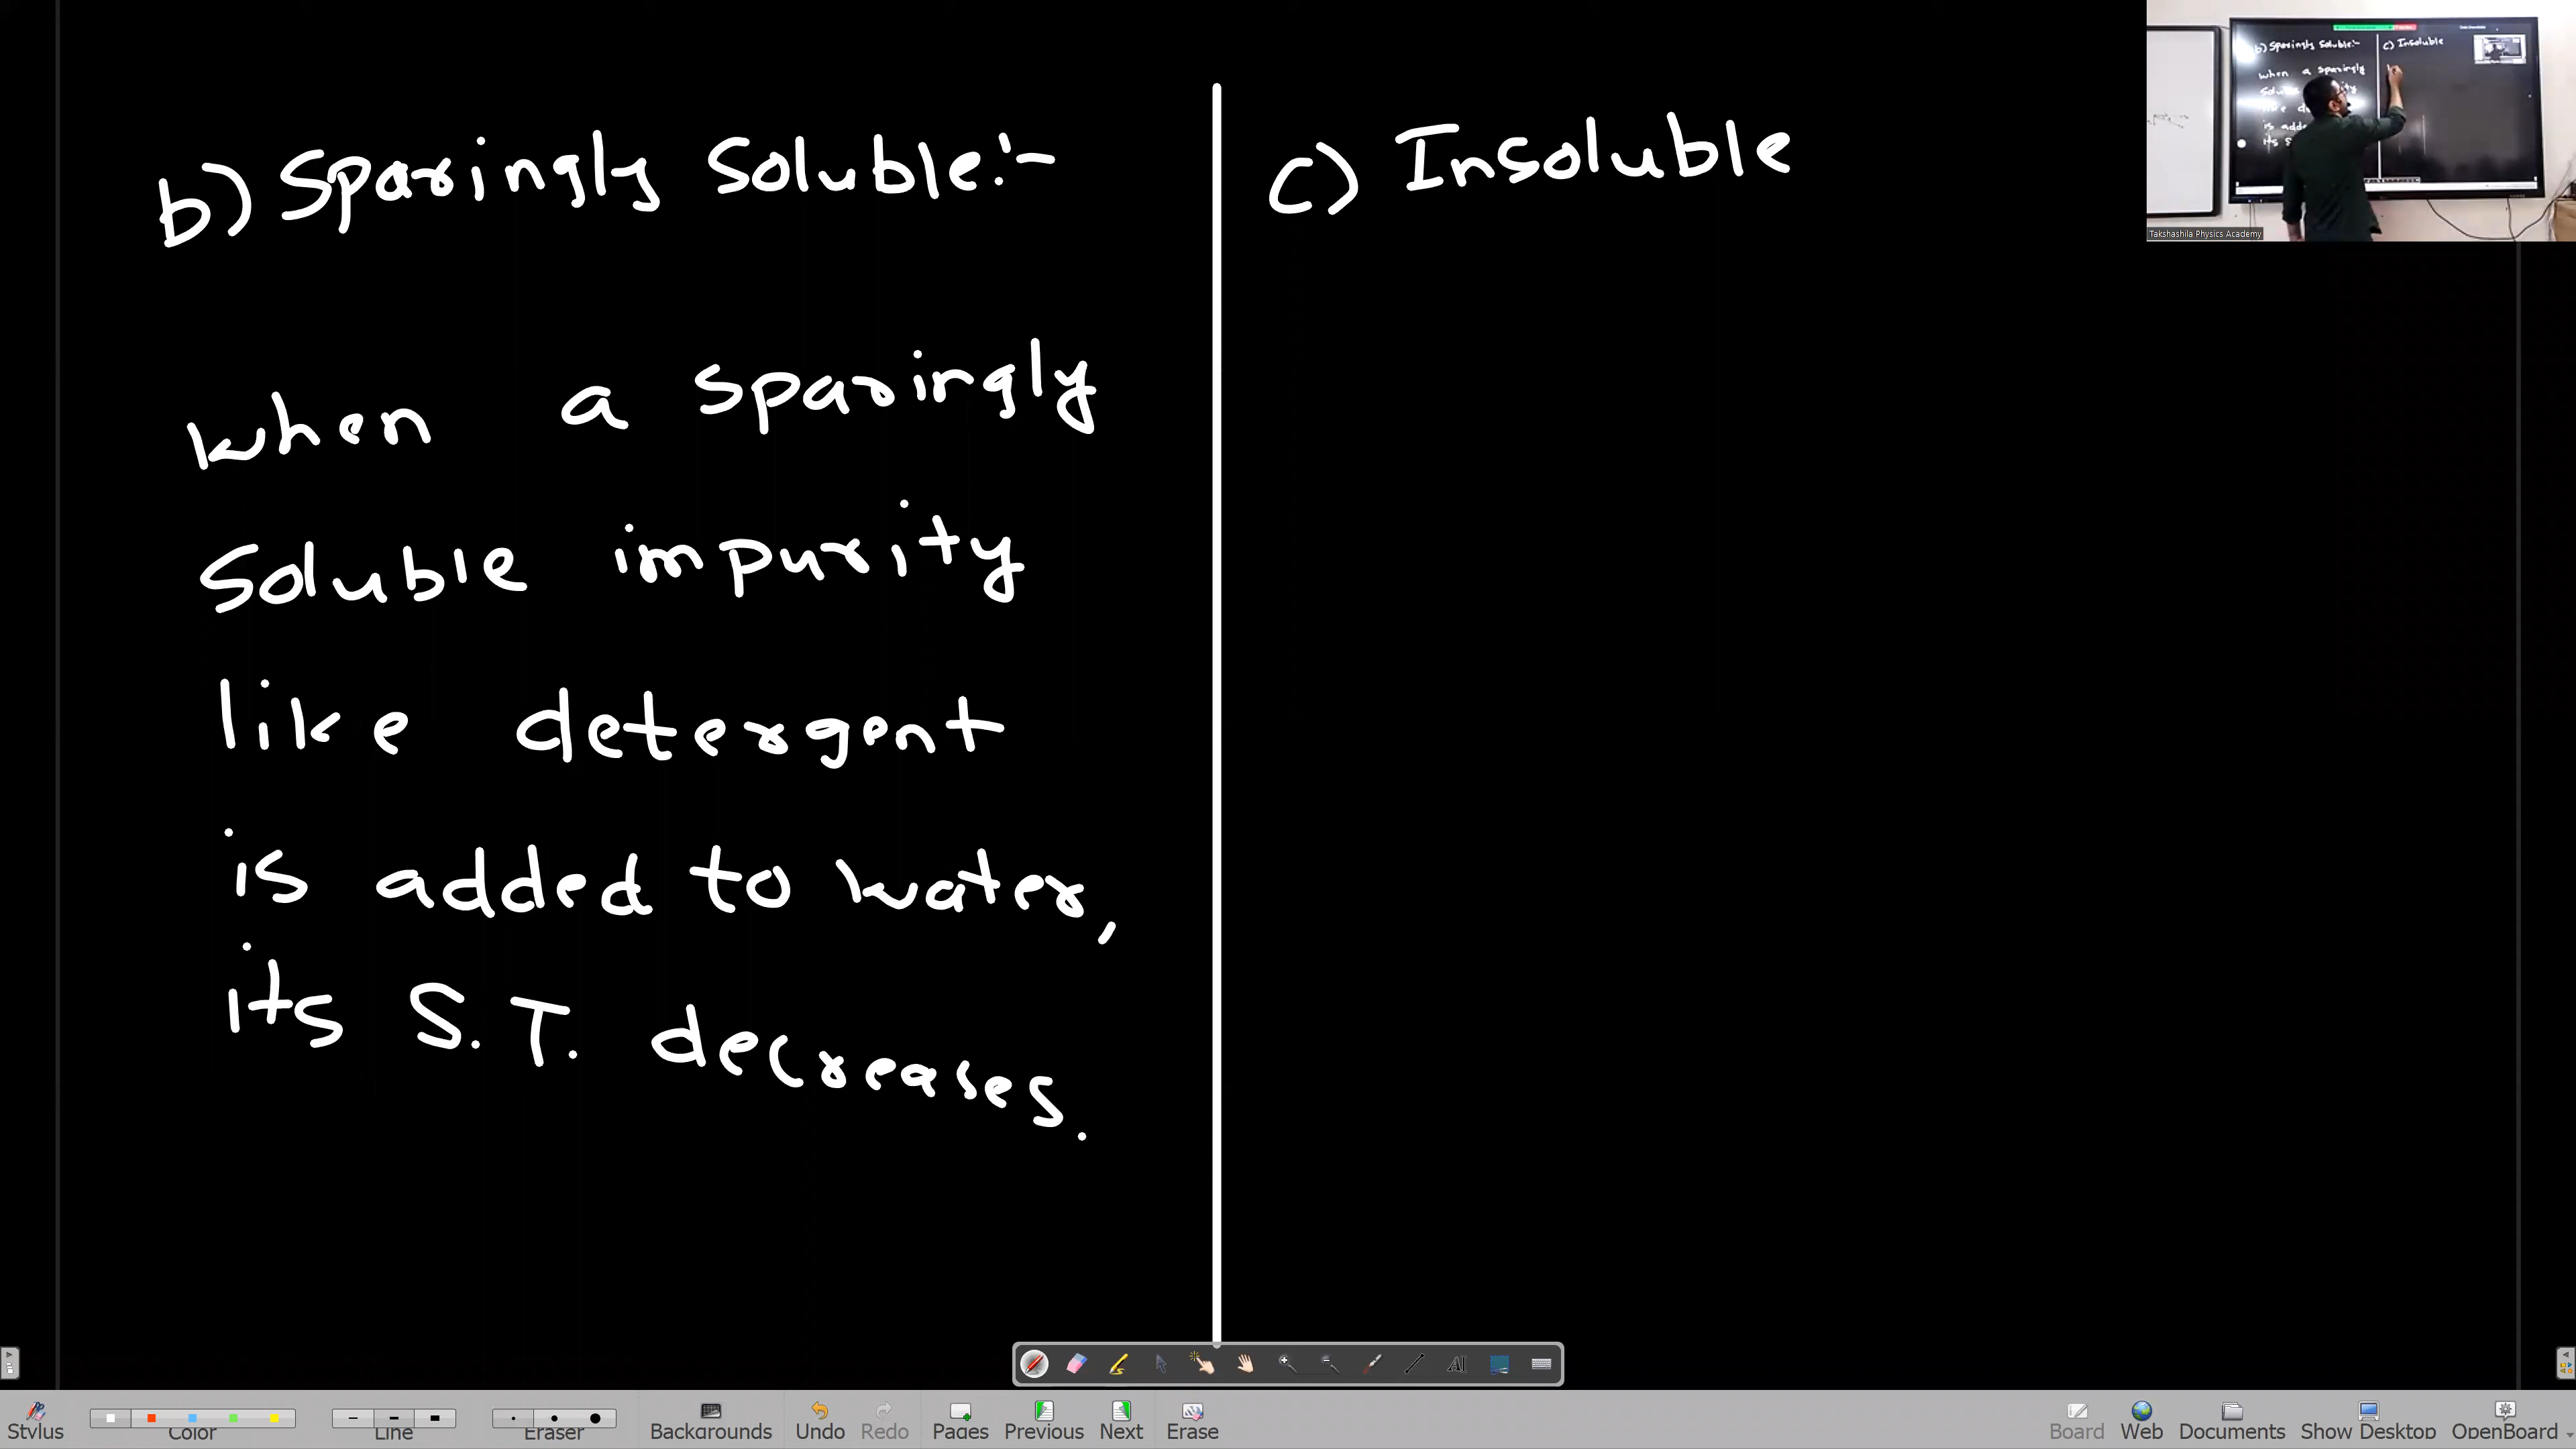 b) Sparingly Soluble:-
when a sparingly
Soluble impurity
like detergent
is added to water,
its S.T. decreases.
c) Insoluble
Takshashila Physics Academy
Stylus
Color
Line
Eraser
Backgrounds
Undo
Redo
Pages
Previous
Next
Erase
Board
Web
Documents
Show Desktop
OpenBoard